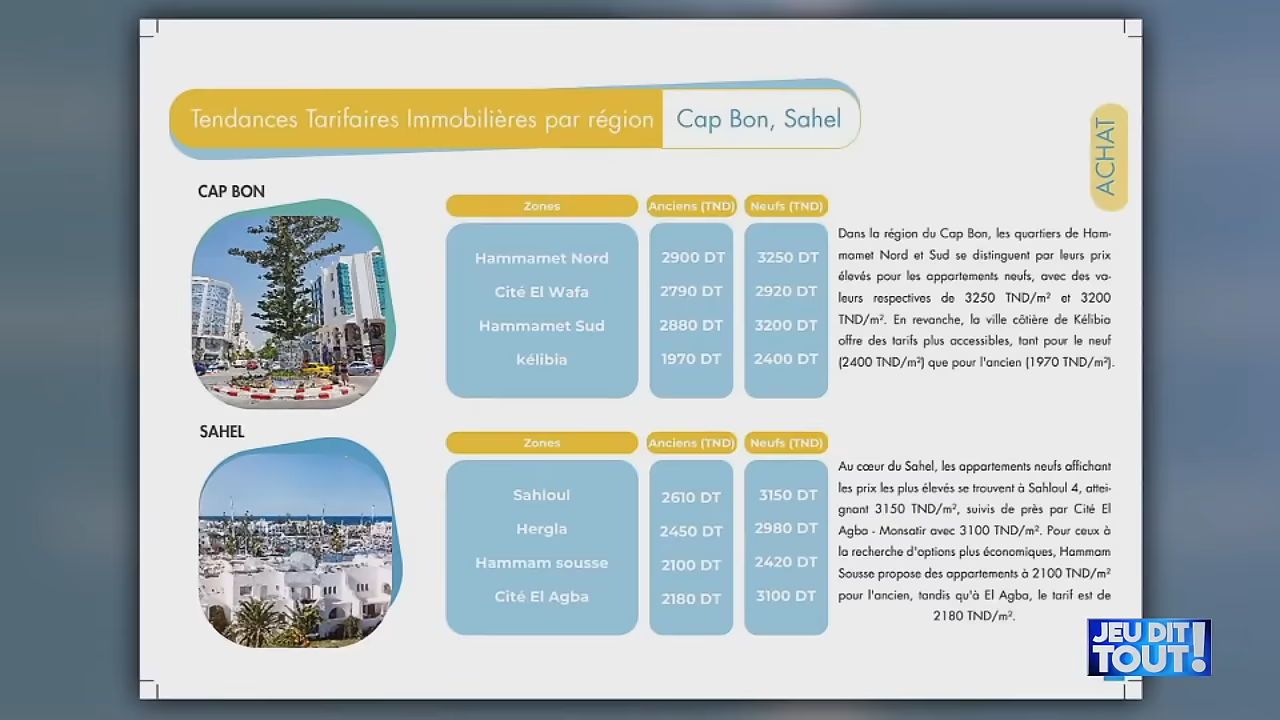 Tendances Tarifaires Immobilières par région
Cap Bon, Sahel
ACHAT
CAP BON
Zones
Anciens (TND)
Neufs (TND)
Hammamet Nord
2900 DT
3250 DT
Cité El Wafa
2790 DT
2920 DT
Hammamet Sud
2880 DT
3200 DT
kélibia
1970 DT
2400 DT
Dans la région du Cap Bon, les quartiers de Ham-
mamet Nord et Sud se distinguent par leurs prix
élevés pour les appartements neufs, avec des va-
leurs respectives de 3250 TND/m² et 3200
TND/m². En revanche, la ville côtière de Kélibia
offre des tarifs plus accessibles, tant pour le neuf
(2400 TND/m²) que pour l'ancien (1970 TND/m²).
SAHEL
Zones
Anciens (TND)
Neufs (TND)
Sahloul
2610 DT
3150 DT
Hergla
2450 DT
2980 DT
Hammam sousse
2100 DT
2420 DT
Cité El Agba
2180 DT
3100 DT
Au cœur du Sahel, les appartements neufs affichant
les prix les plus élevés se trouvent à Sahloul 4, attei-
gnant 3150 TND/m², suivis de près par Cité El
Agba - Monsatir avec 3100 TND/m². Pour ceux à
la recherche d'options plus économiques, Hammam
Sousse propose des appartements à 2100 TND/m²
pour l'ancien, tandis qu'à El Agba, le tarif est de
2180 TND/m².
JEU DIT
TOUT!